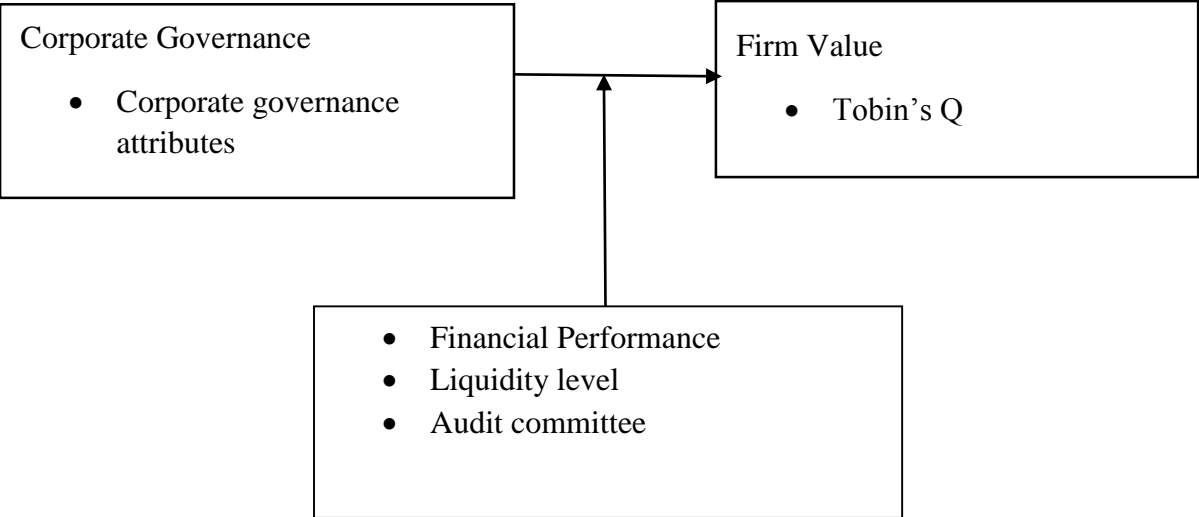 Corporate Governance
• Corporate governance
attributes
Firm Value
• Tobin’s Q
• Financial Performance
• Liquidity level
• Audit committee